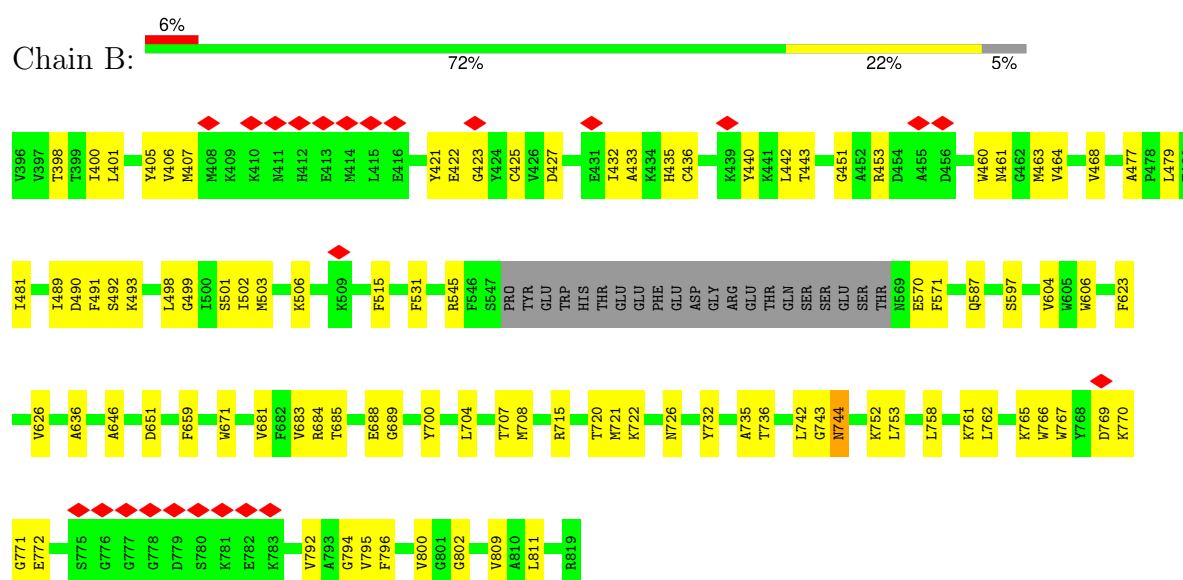 6%
Chain B:
72% 22% 5%
V396 V397 T398 T399 I400 L401 Y405 V406 M407 M408 K409 K410 N411 H412 E413 M414 L415 E416 Y421 E422 G423 Y424 C425 V426 D427 E431 I432 A433 K434 H435 C436 K439 Y440 K441 L442 T443 G451 A452 R453 D454 A455 D456 W460 N461 G462 M463 V464 V468 A477 P478 L479
I481 I489 D490 F491 S492 K493 L498 G499 I500 S501 I502 M503 K506 K509 F515 F531 R545 F546 S547 PRO TYR GLU TRP HIS THR GLU GLU PHE GLU ASP GLY ARG GLU THR GLN SER SER GLU SER THR N569 E570 F571 Q587 S597 V604 W605 W606 F623
V626 A636 A646 D651 F659 W671 V681 F682 V683 R684 T685 E688 G689 Y700 L704 T707 M708 R715 T720 M721 K722 N726 Y732 A735 T736 L742 G743 N744 K752 L753 L758 K761 L762 K765 W766 W767 Y768 D769 K770
G771 E772 S775 G776 G777 G778 D779 S780 K781 E782 K783 V792 A793 G794 V795 F796 V800 G801 G802 V809 A810 L811 R819